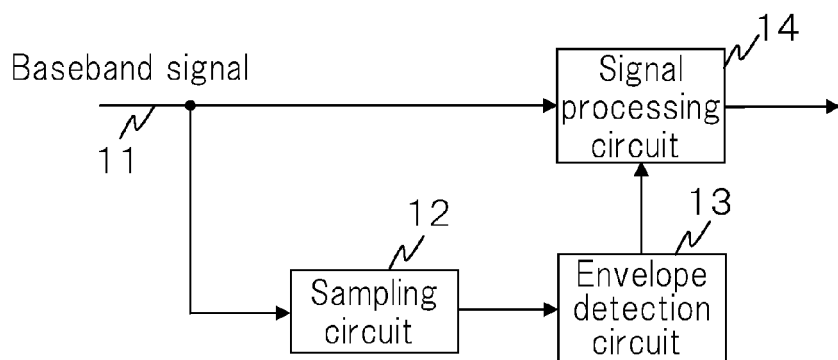 14
Baseband signal
Signal
processing
circuit
11
12
13
Sampling
circuit
Envelope
detection
circuit